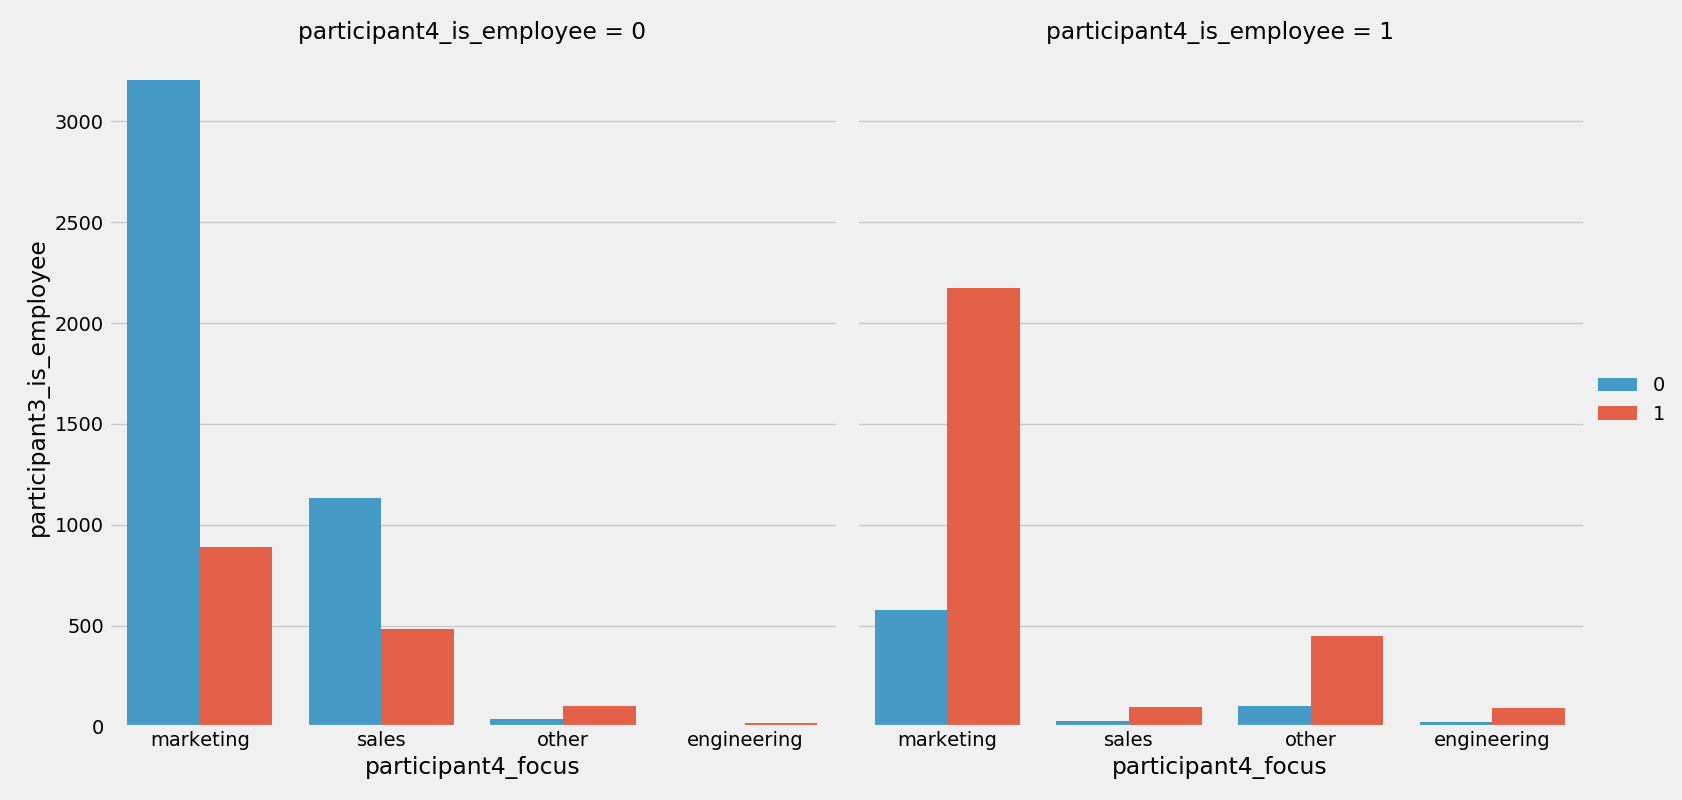 participant4_is_employee = 0
participant4_is_employee = 1
participant3_is_employee
3000
2500
2000
1500
1000
500
0
marketing sales other engineering
participant4_focus
marketing sales other engineering
participant4_focus
0
1